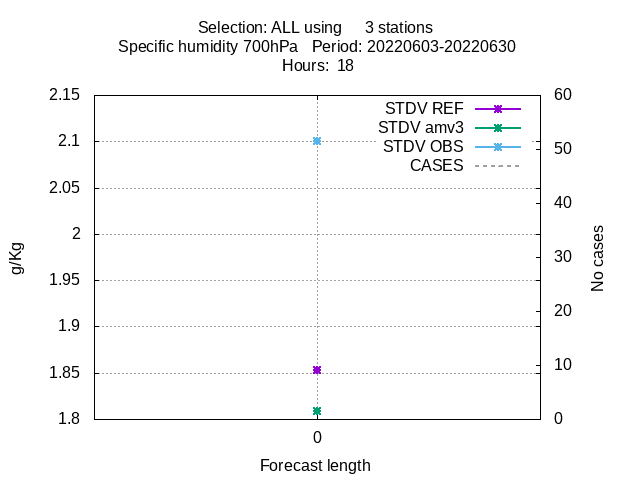 Selection: ALL using 3 stations
Specific humidity 700hPa Period: 20220603-20220630
Hours: 18
2.15
2.1
2.05
2
1.95
1.9
1.85
1.8
g/Kg
STDV REF
STDV amv3
STDV OBS
CASES
60
50
40
30
20
10
0
No cases
0
Forecast length